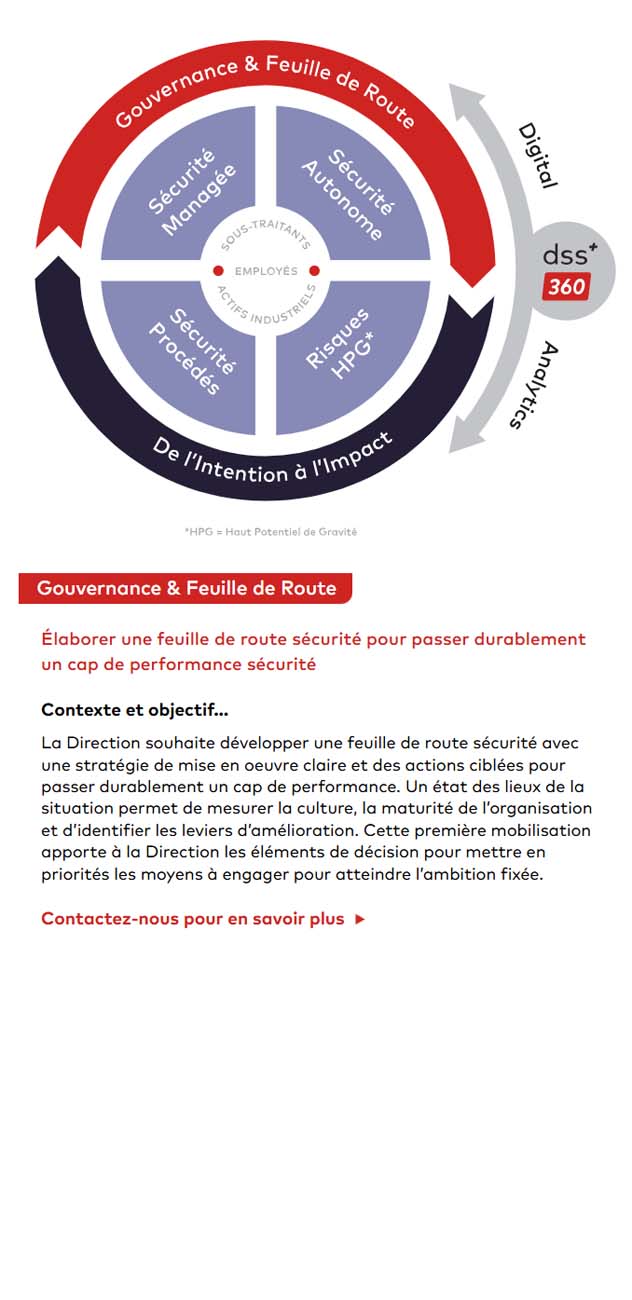 Gouvernance & Feuille de Route
Sécurité
Managée
Sécurité
Autonome
SOUS-TRAITANTS
EMPLOYÉS
ACTIFS INDUSTRIELS
Sécurité
Procédés
Risques
HPG*
De l'Intention à l'Impact
Digital
dss+
360
Analytics
*HPG = Haut Potentiel de Gravité
Gouvernance & Feuille de Route
Élaborer une feuille de route sécurité pour passer durablement
un cap de performance sécurité
Contexte et objectif...
La Direction souhaite développer une feuille de route sécurité avec
une stratégie de mise en oeuvre claire et des actions ciblées pour
passer durablement un cap de performance. Un état des lieux de la
situation permet de mesurer la culture, la maturité de l'organisation
et d'identifier les leviers d'amélioration. Cette première mobilisation
apporte à la Direction les éléments de décision pour mettre en
priorités les moyens à engager pour atteindre l'ambition fixée.
Contactez-nous pour en savoir plus